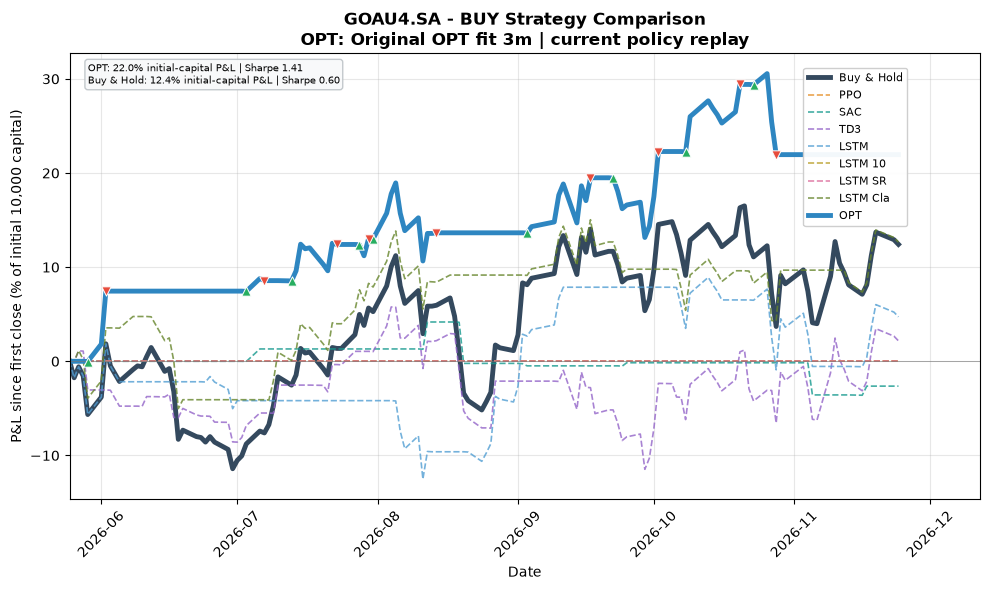 GOAU4.SA - BUY Strategy Comparison
OPT: Original OPT fit 3m | current policy replay
OPT: 22.0% initial-capital P&L | Sharpe 1.41
Buy & Hold: 12.4% initial-capital P&L | Sharpe 0.60
Buy & Hold
PPO
SAC
TD3
LSTM
LSTM 10
LSTM SR
LSTM Cla
OPT
P&L since first close (% of initial 10,000 capital)
30
20
10
0
−10
2026-06
2026-07
2026-08
2026-09
2026-10
2026-11
2026-12
Date